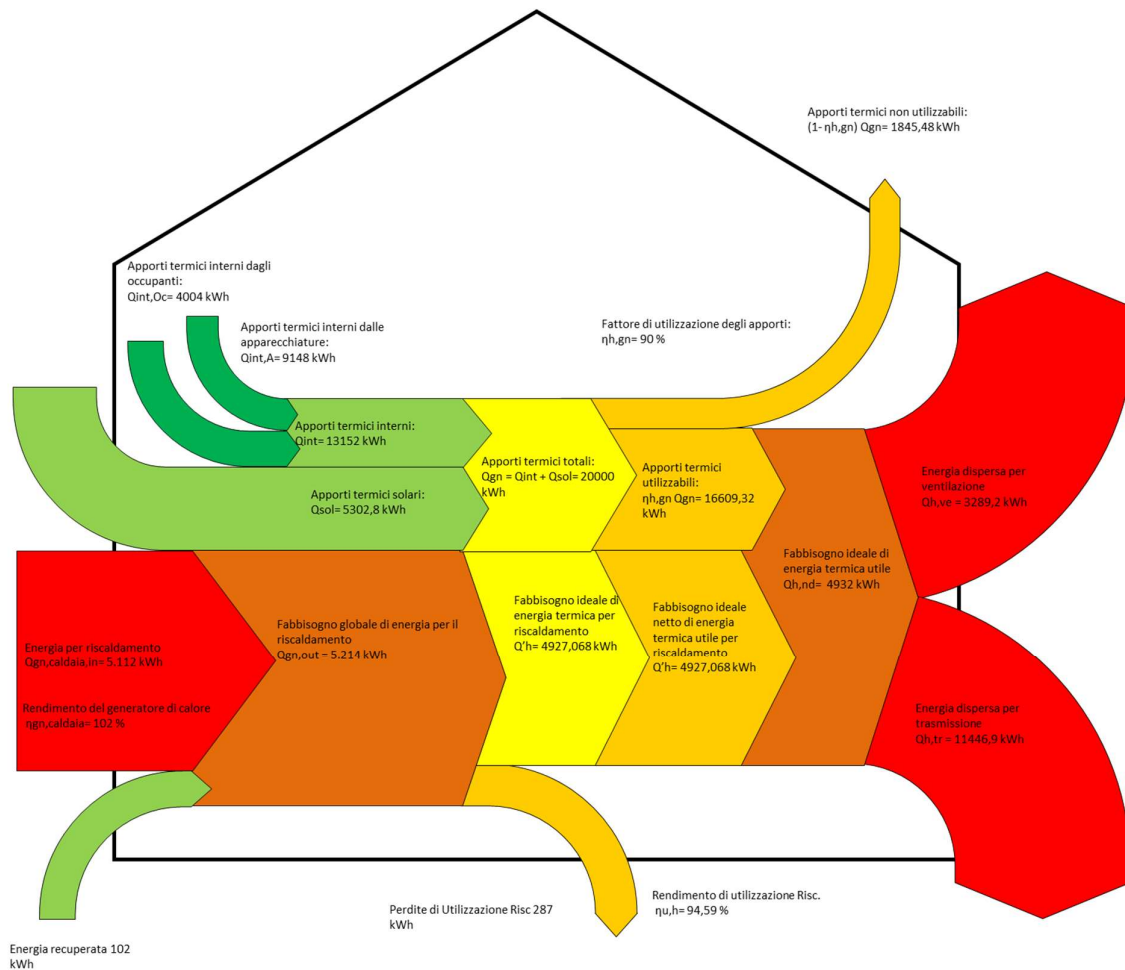 Apporti termici non utilizzabili:
(1- ηh,gn) Qgn= 1845,48 kWh
Apporti termici interni dagli
occupanti:
Qint,Oc= 4004 kWh
Apporti termici interni dalle
apparecchiature:
Qint,A= 9148 kWh
Fattore di utilizzazione degli apporti:
ηh,gn= 90 %
Apporti termici interni:
Qint= 13152 kWh
Apporti termici solari:
Qsol= 5302,8 kWh
Apporti termici totali:
Qgn = Qint + Qsol= 20000
kWh
Apporti termici
utilizzabili:
ηh,gn Qgn= 16609,32
kWh
Energia dispersa per
ventilazione
Qh,ve = 3289,2 kWh
Fabbisogno ideale di
energia termica utile
Qh,nd=  4932 kWh
Energia per riscaldamento
Qgn,caldaia,in= 5.112 kWh
Rendimento del generatore di calore
ηgn,caldaia= 102 %
Fabbisogno globale di energia per il
riscaldamento
Qgn,out = 5.214 kWh
Fabbisogno ideale di
energia termica per
riscaldamento
Q’h= 4927,068 kWh
Fabbisogno ideale
netto di energia
termica utile per
riscaldamento
Q’h= 4927,068 kWh
Energia dispersa per
trasmissione
Qh,tr = 11446,9 kWh
Energia recuperata 102
kWh
Perdite di Utilizzazione Risc 287
kWh
Rendimento di utilizzazione Risc.
ηu,h= 94,59 %